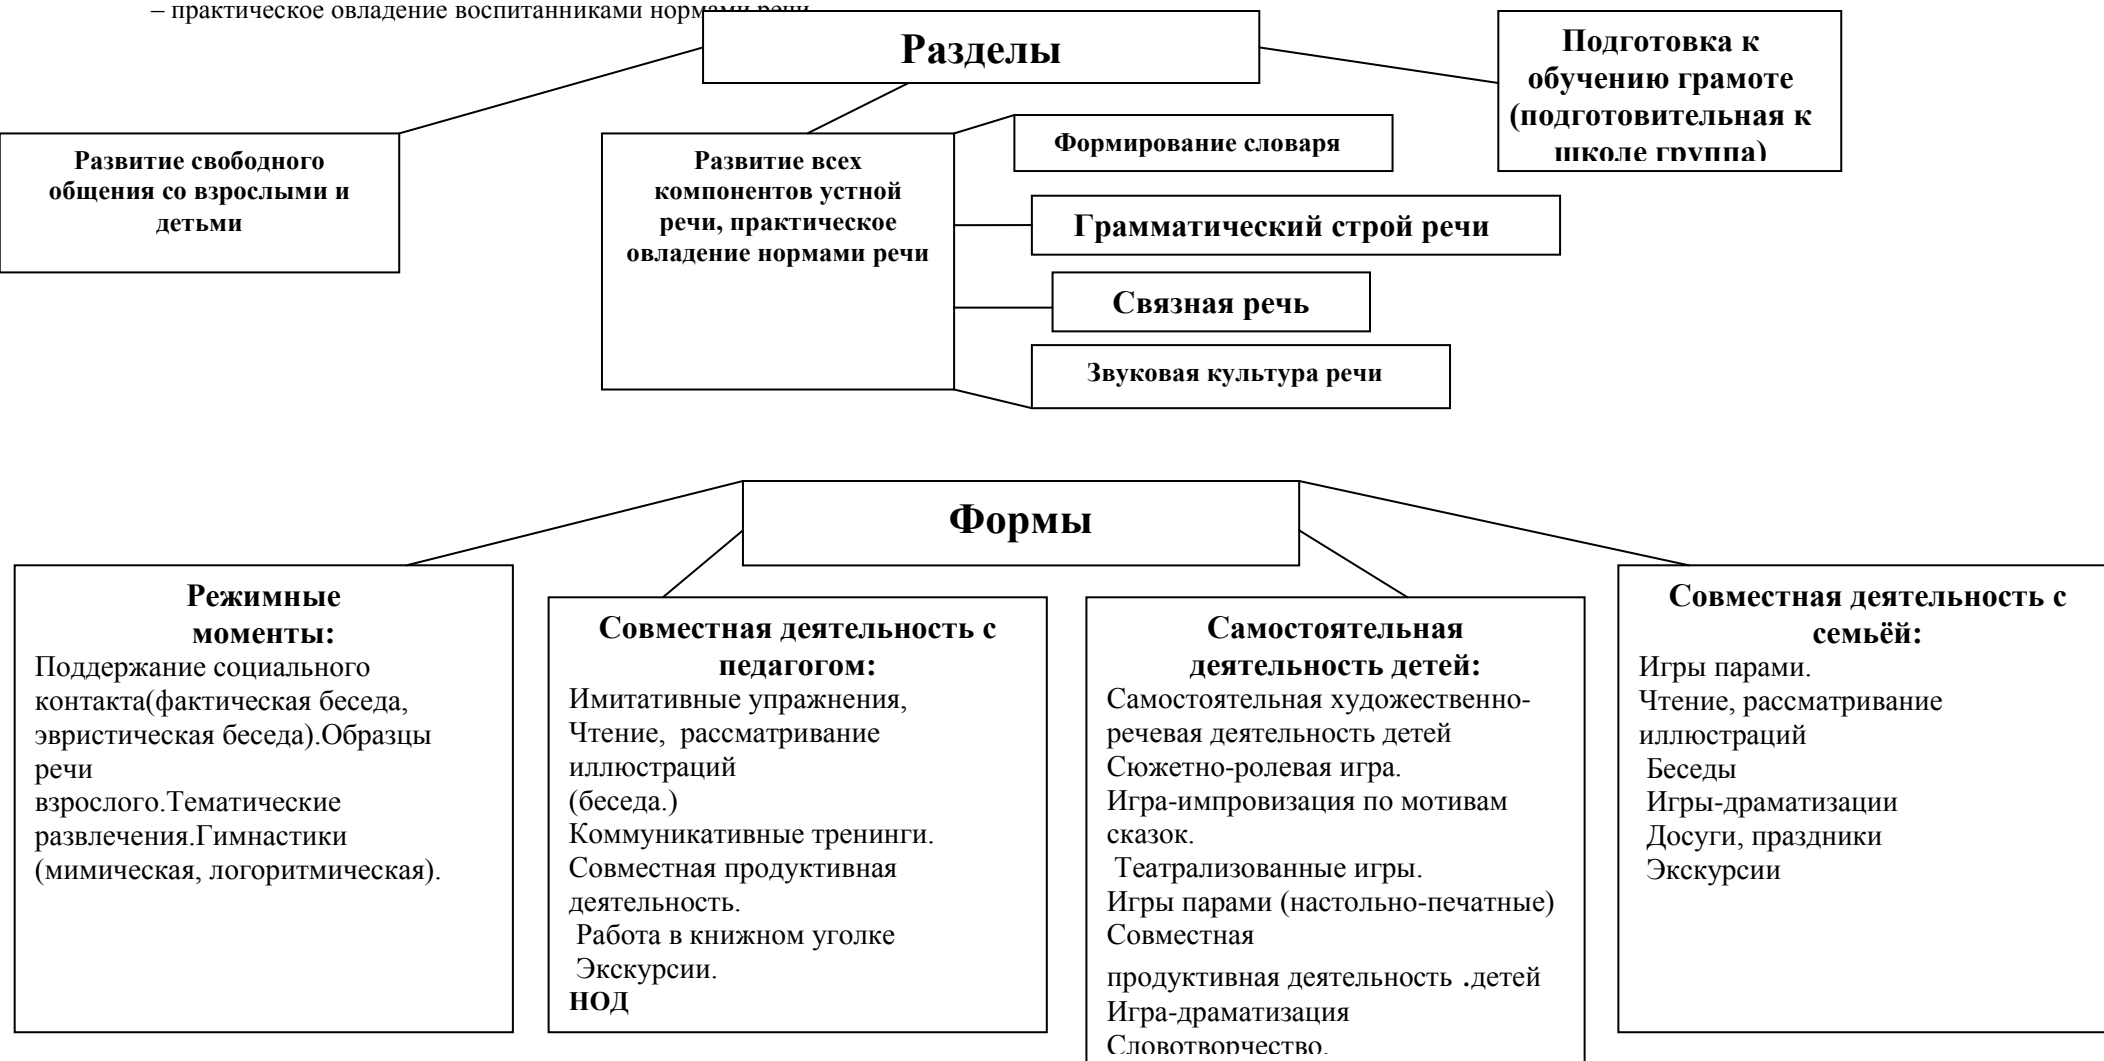 – практическое овладение воспитанниками нормами речи
Разделы
Подготовка к
обучению грамоте
(подготовительная к
школе группа)
Развитие свободного
общения со взрослыми и
детьми
Развитие всех
компонентов устной
речи, практическое
овладение нормами речи
Формирование словаря
Грамматический строй речи
Связная речь
Звуковая культура речи
Формы
Режимные
моменты:
Поддержание социального
контакта(фактическая беседа,
эвристическая беседа).Образцы
речи
взрослого.Тематические
развлечения.Гимнастики
(мимическая, логоритмическая).
Совместная деятельность с
педагогом:
Имитативные упражнения,
Чтение, рассматривание
иллюстраций
(беседа.)
Коммуникативные тренинги.
Совместная продуктивная
деятельность.
Работа в книжном уголке
Экскурсии.
НОД
Самостоятельная
деятельность детей:
Самостоятельная художественно-
речевая деятельность детей
Сюжетно-ролевая игра.
Игра-импровизация по мотивам
сказок.
Театрализованные игры.
Игры парами (настольно-печатные)
Совместная
продуктивная деятельность .детей
Игра-драматизация
Словотворчество.
Совместная деятельность с
семьёй:
Игры парами.
Чтение, рассматривание
иллюстраций
Беседы
Игры-драматизации
Досуги, праздники
Экскурсии